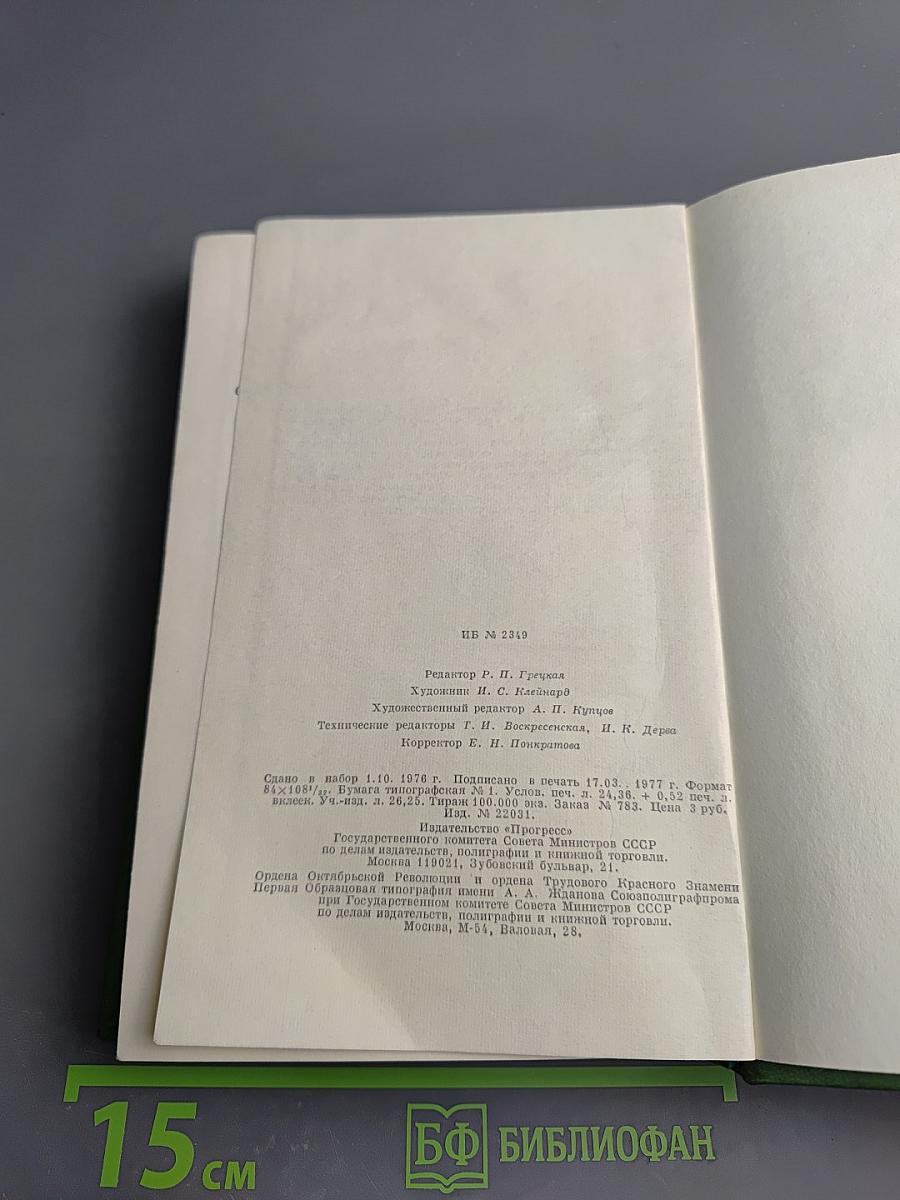 ИБ № 2349
Редактор Р. П. Грецкая
Художник И. С. Клейнард
Художественный редактор А. П. Купцов
Технические редакторы Т. И. Воскресенская, И. К. Дерва
Корректор Е. Н. Понкратова
Сдано в набор 1.10. 1976 г. Подписано в печать 17.03. 1977 г. Формат
84×108¹/₃₂. Бумага типографская № 1. Услов. печ. л. 24,36. + 0,52 печ. л.
вклеек. Уч.-изд. л. 26,25. Тираж 100.000 экз. Заказ № 783. Цена 3 руб.
Изд. № 22031.
Издательство «Прогресс»
Государственного комитета Совета Министров СССР
по делам издательств, полиграфии и книжной торговли.
Москва 119021, Зубовский бульвар, 21.
Ордена Октябрьской Революции и ордена Трудового Красного Знамени
Первая Образцовая типография имени А. А. Жданова Союзполиграфпрома
при Государственном комитете Совета Министров СССР
по делам издательств, полиграфии и книжной торговли.
Москва, М-54, Валовая, 28.
15 см
БФ БИБЛИОФАН